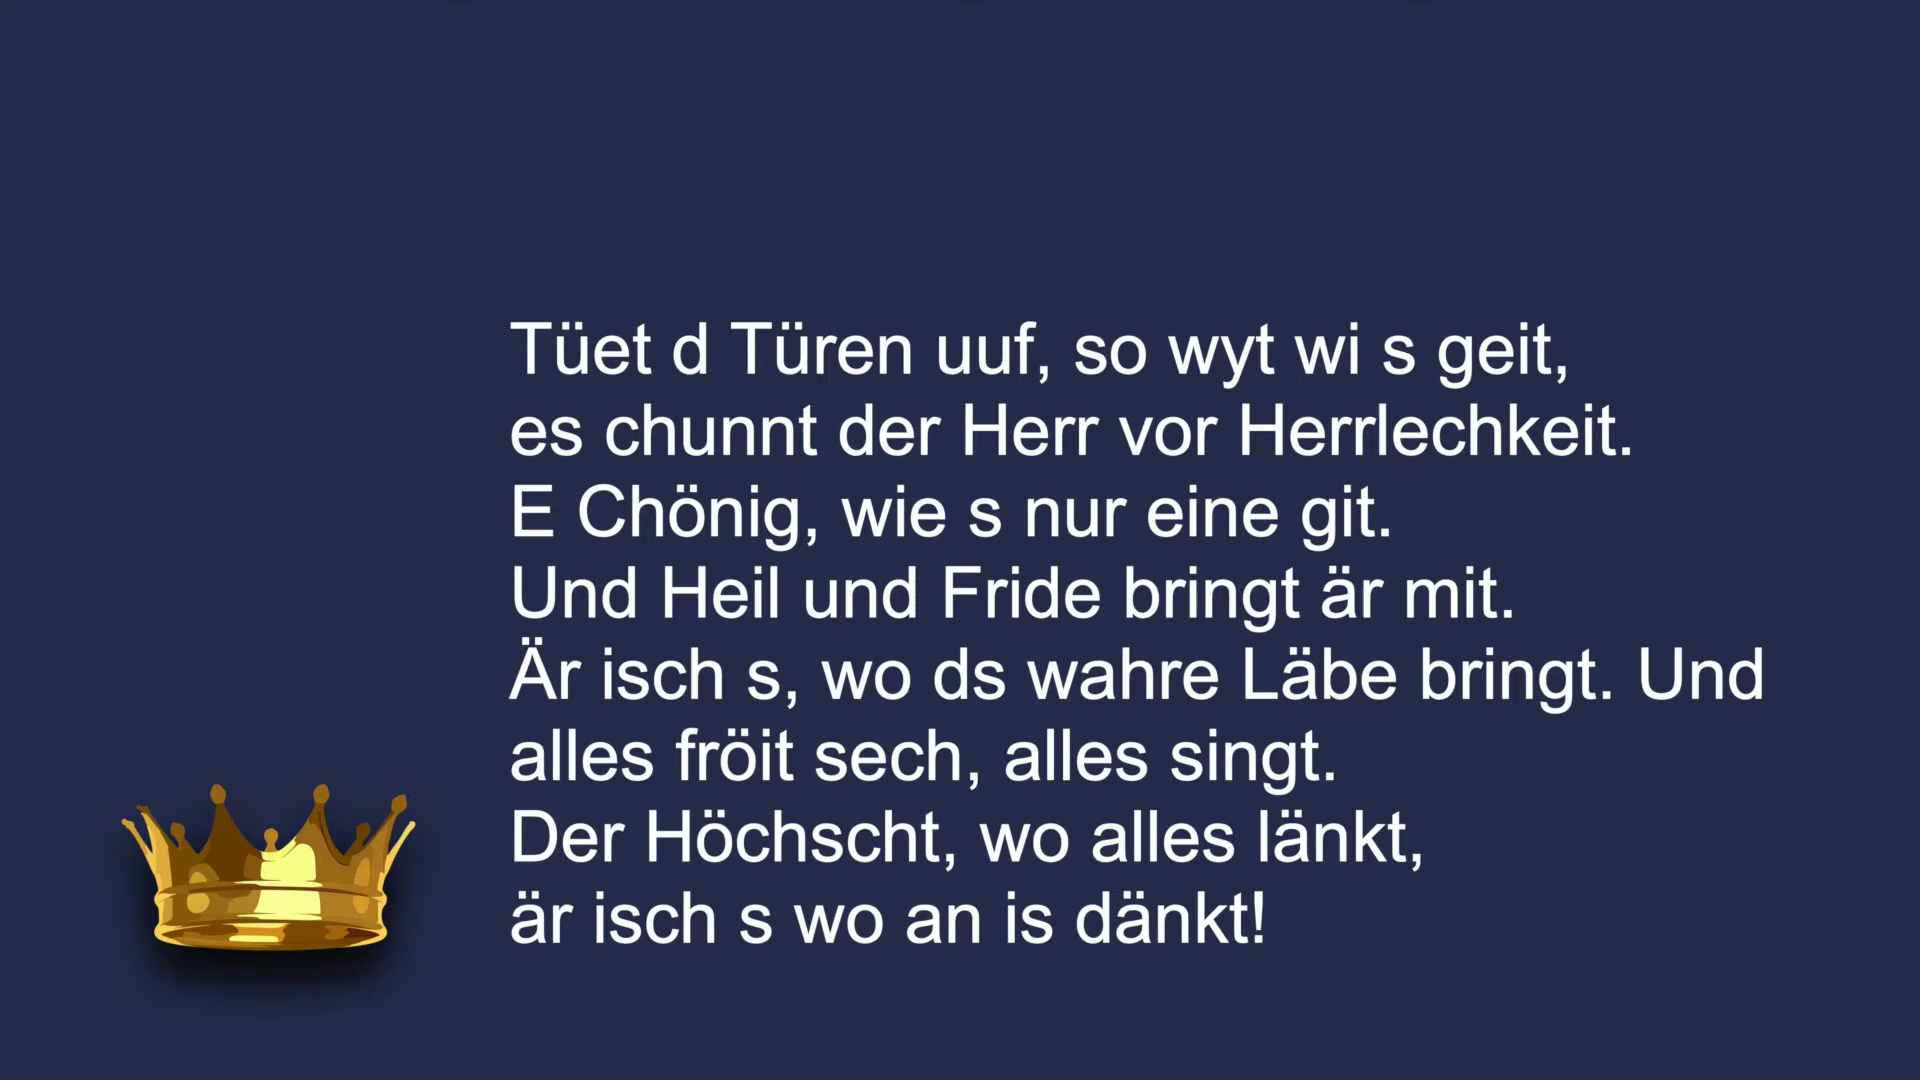 Tüet d Türen uuf, so wyt wi s geit,
es chunnt der Herr vor Herrlechkeit.
E Chönig, wie s nur eine git.
Und Heil und Fride bringt är mit.
Är isch s, wo ds wahre Läbe bringt. Und
alles fröit sech, alles singt.
Der Höchscht, wo alles länkt,
är isch s wo an is dänkt!